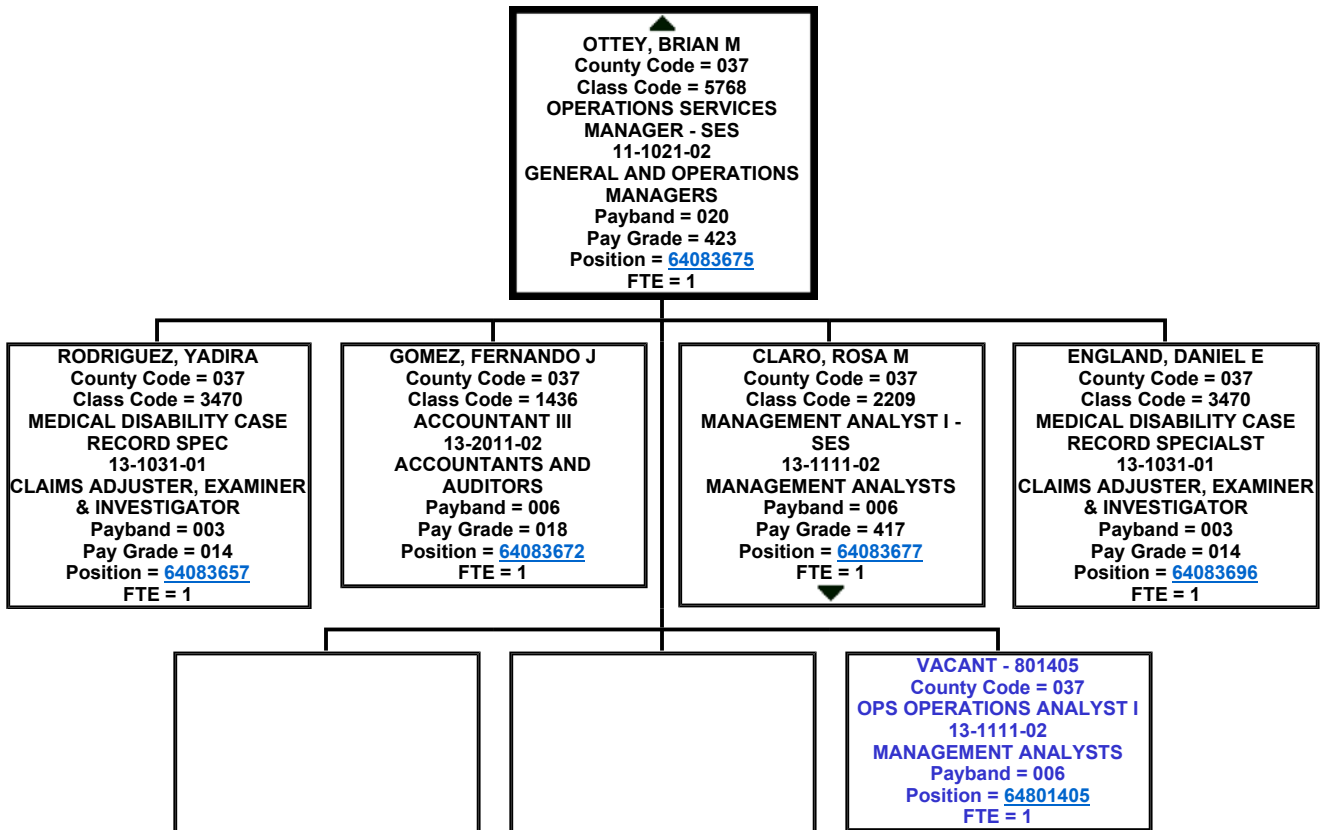 OTTEY, BRIAN M
County Code = 037
Class Code = 5768
OPERATIONS SERVICES
MANAGER - SES
11-1021-02
GENERAL AND OPERATIONS
MANAGERS
Payband = 020
Pay Grade = 423
Position = 64083675
FTE = 1
RODRIGUEZ, YADIRA
County Code = 037
Class Code = 3470
MEDICAL DISABILITY CASE
RECORD SPEC
13-1031-01
CLAIMS ADJUSTER, EXAMINER
& INVESTIGATOR
Payband = 003
Pay Grade = 014
Position = 64083657
FTE = 1
GOMEZ, FERNANDO J
County Code = 037
Class Code = 1436
ACCOUNTANT III
13-2011-02
ACCOUNTANTS AND
AUDITORS
Payband = 006
Pay Grade = 018
Position = 64083672
FTE = 1
CLARO, ROSA M
County Code = 037
Class Code = 2209
MANAGEMENT ANALYST I -
SES
13-1111-02
MANAGEMENT ANALYSTS
Payband = 006
Pay Grade = 417
Position = 64083677
FTE = 1
ENGLAND, DANIEL E
County Code = 037
Class Code = 3470
MEDICAL DISABILITY CASE
RECORD SPECIALST
13-1031-01
CLAIMS ADJUSTER, EXAMINER
& INVESTIGATOR
Payband = 003
Pay Grade = 014
Position = 64083696
FTE = 1
VACANT - 801405
County Code = 037
OPS OPERATIONS ANALYST I
13-1111-02
MANAGEMENT ANALYSTS
Payband = 006
Position = 64801405
FTE = 1